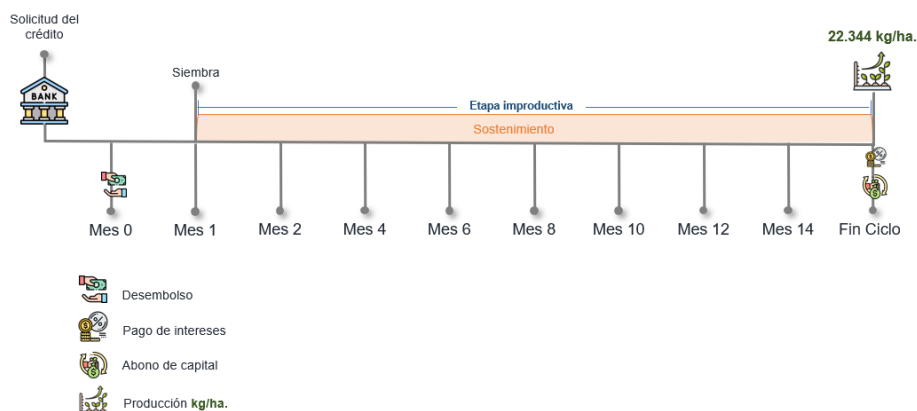 Solicitud del
crédito
BANK
Siembra
22.344 kg/ha.
Etapa improductiva
Sostenimiento
Mes 0
Mes 1
Mes 2
Mes 4
Mes 6
Mes 8
Mes 10
Mes 12
Mes 14
Fin Ciclo
Desembolso
Pago de intereses
Abono de capital
Producción kg/ha.